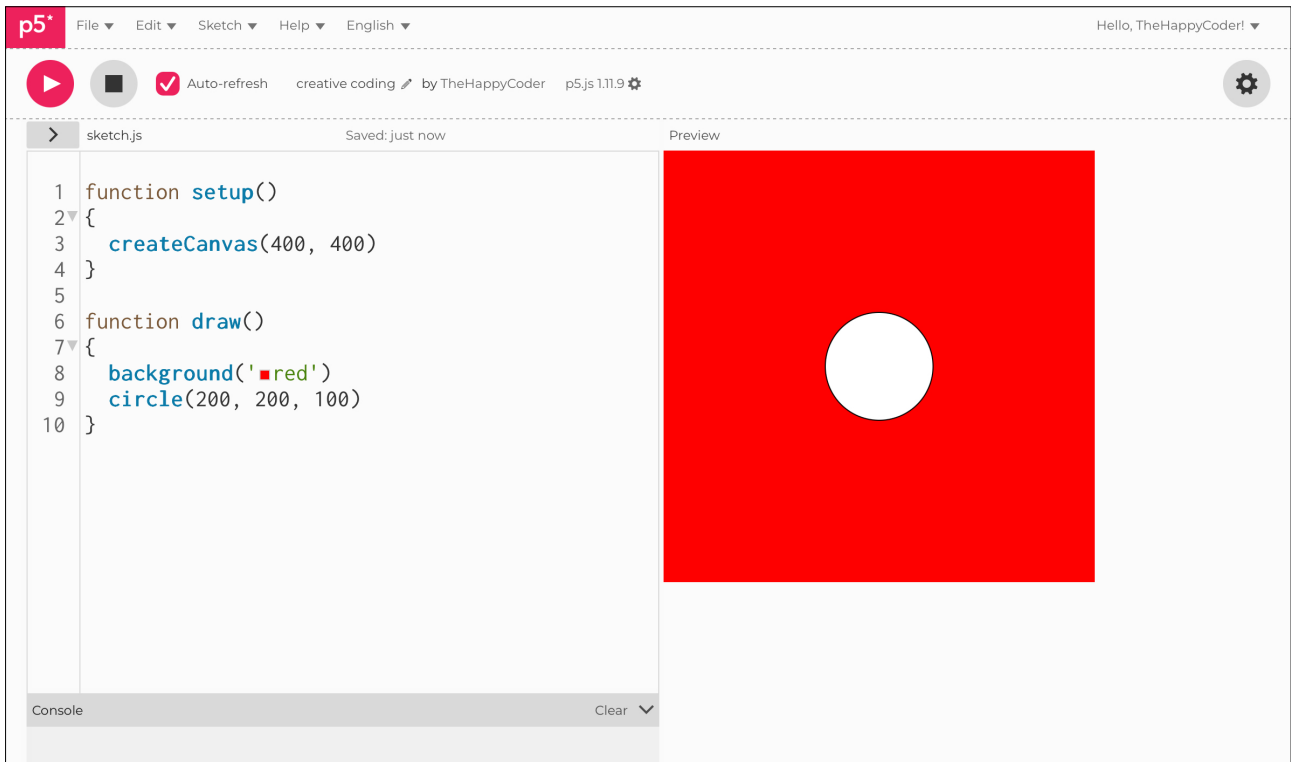 p5* File Edit Sketch Help English Hello, TheHappyCoder!
Auto-refresh creative coding by TheHappyCoder p5.js 1.11.9
sketch.js Saved: just now Preview
1 function setup()
2 {
3 createCanvas(400, 400)
4 }
5
6 function draw()
7 {
8 background('red')
9 circle(200, 200, 100)
10 }
Console Clear